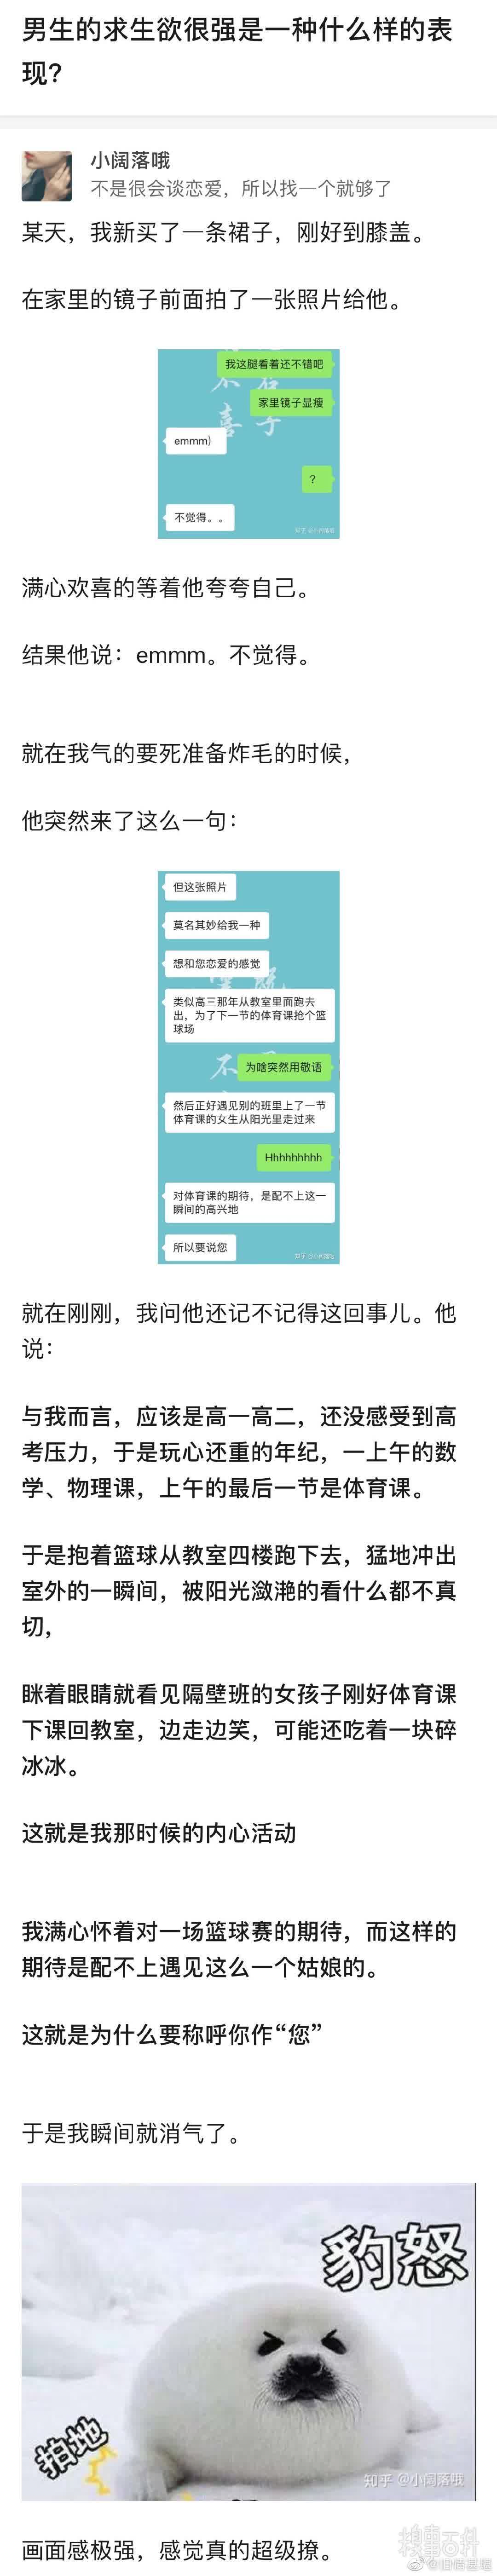 男生的求生欲很强是一种什么样的表
现?
小阔落哦
不是很会谈恋爱，所以找一个就够了
某天，我新买了一条裙子，刚好到膝盖。
在家里的镜子前面拍了一张照片给他。
我这腿看着还不错吧
家里镜子显瘦
emmm)
?
不觉得。。
知乎 @小阔落哦
满心欢喜的等着他夸夸自己。
结果他说：emmm。不觉得。
就在我气的要死准备炸毛的时候，
他突然来了这么一句：
但这张照片
莫名其妙给我一种
想和您恋爱的感觉
类似高三那年从教室里面跑去
出，为了下一节的体育课抢个篮
球场
为啥突然用敬语
然后正好遇见别的班里上了一节
体育课的女生从阳光里走过来
Hhhhhhhhh
对体育课的期待，是配不上这一
瞬间的高兴地
所以要说您
知乎 @小阔落哦
就在刚刚，我问他还记不记得这回事儿。他
说：
与我而言，应该是高一高二，还没感受到高
考压力，于是玩心还重的年纪，一上午的数
学、物理课，上午的最后一节是体育课。
于是抱着篮球从教室四楼跑下去，猛地冲出
室外的一瞬间，被阳光潋滟的看什么都不真
切，
眯着眼睛就看见隔壁班的女孩子刚好体育课
下课回教室，边走边笑，可能还吃着一块碎
冰冰。
这就是我那时候的内心活动
我满心怀着对一场篮球赛的期待，而这样的
期待是配不上遇见这么一个姑娘的。
这就是为什么要称呼你作“您”
于是我瞬间就消气了。
豹怒
拍地
知乎 @小阔落哦
画面感极强，感觉真的超级撩。